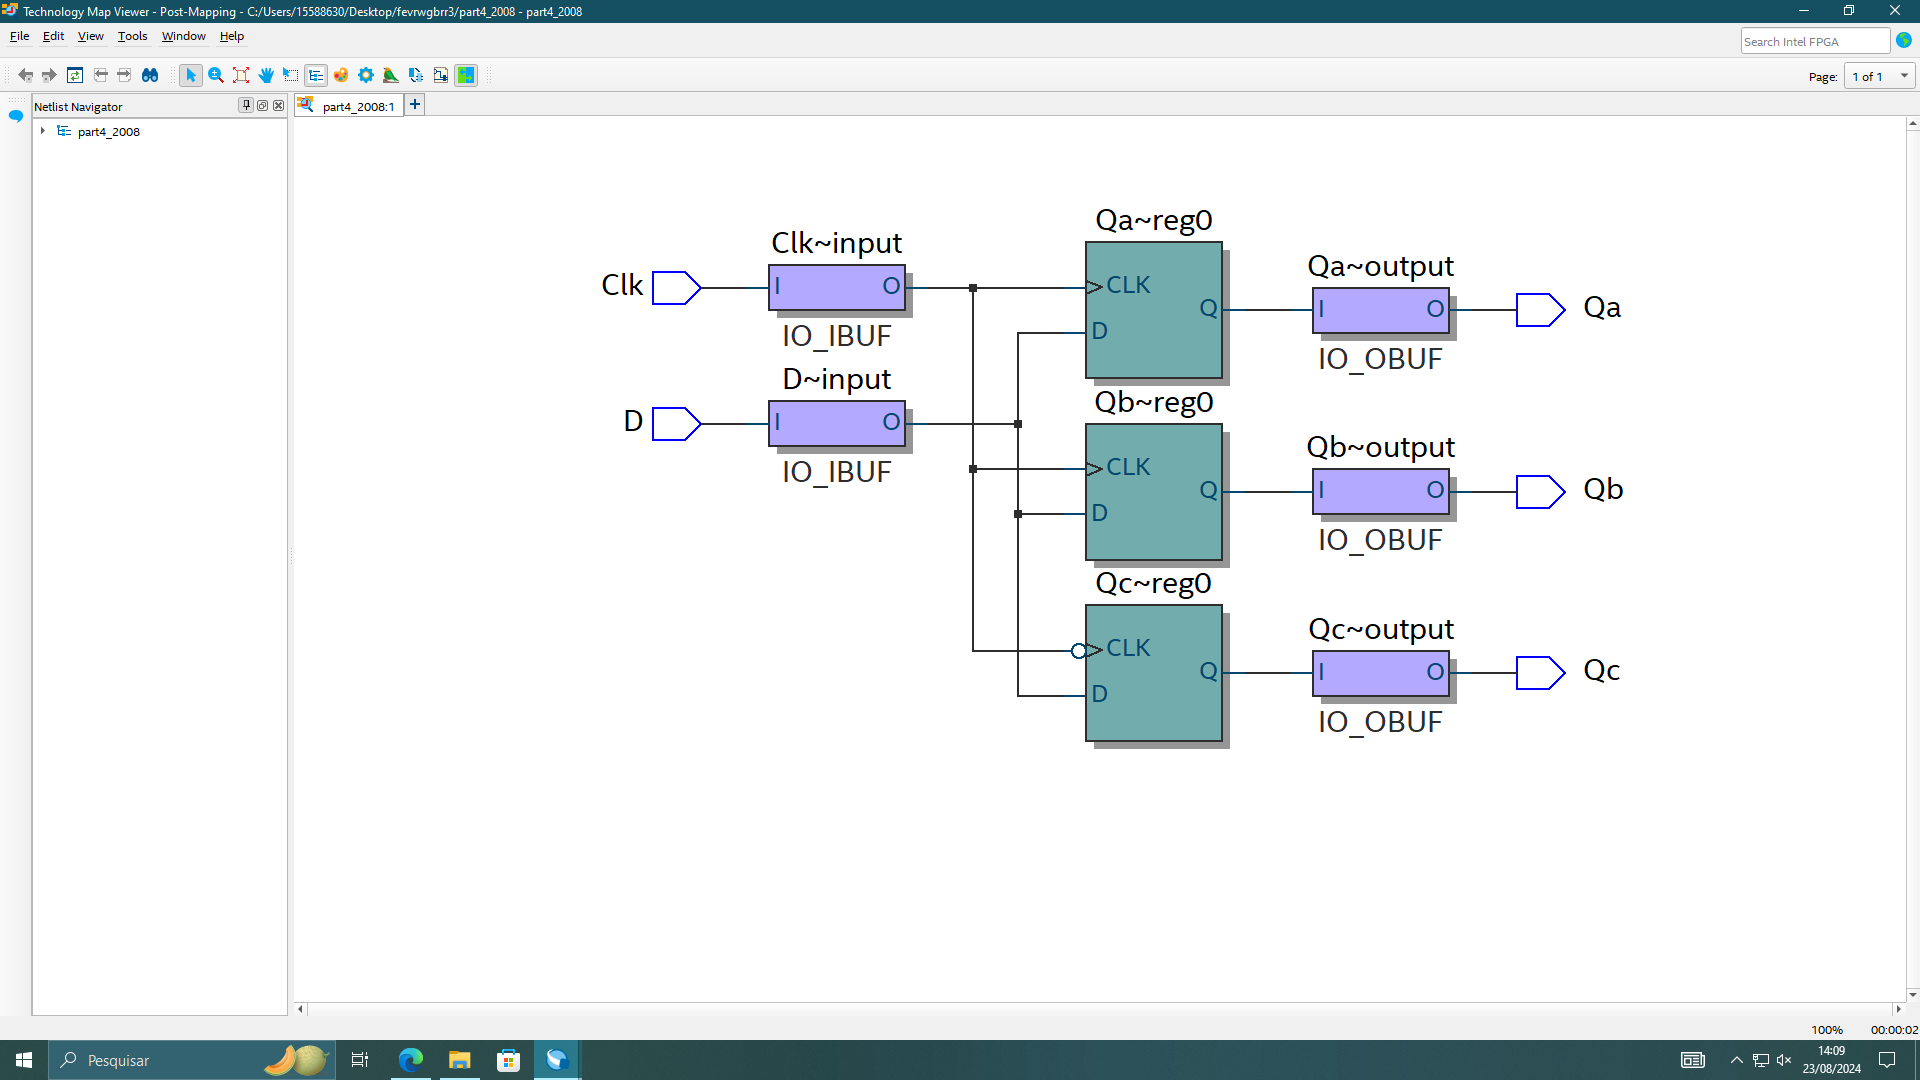 Technology Map Viewer - Post-Mapping - C:/Users/15588630/Desktop/fevrwgbrr3/part4_2008 - part4_2008
File Edit View Tools Window Help
Search Intel FPGA
Page: 1 of 1
Netlist Navigator
part4_2008:1
part4_2008
Qa~reg0
Clk~input
Qa~output
Clk
I O
CLK
Q
D
I O
Qa
IO_IBUF
IO_OBUF
D~input
Qb~reg0
D
I O
Qb~output
IO_IBUF
CLK
Q
D
I O
Qb
IO_OBUF
Qc~reg0
Qc~output
CLK
Q
D
I O
Qc
IO_OBUF
100% 00:00:02
Pesquisar
14:09
23/08/2024